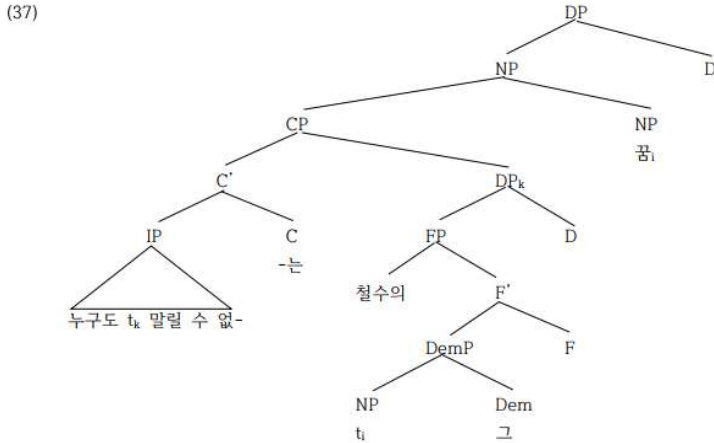 (37)
DP
NP D
CP NP
꿈i
C' DPk
IP C FP D
-는
철수의 F'
누구도 tk 말릴 수 없-
DemP F
NP Dem
ti 그